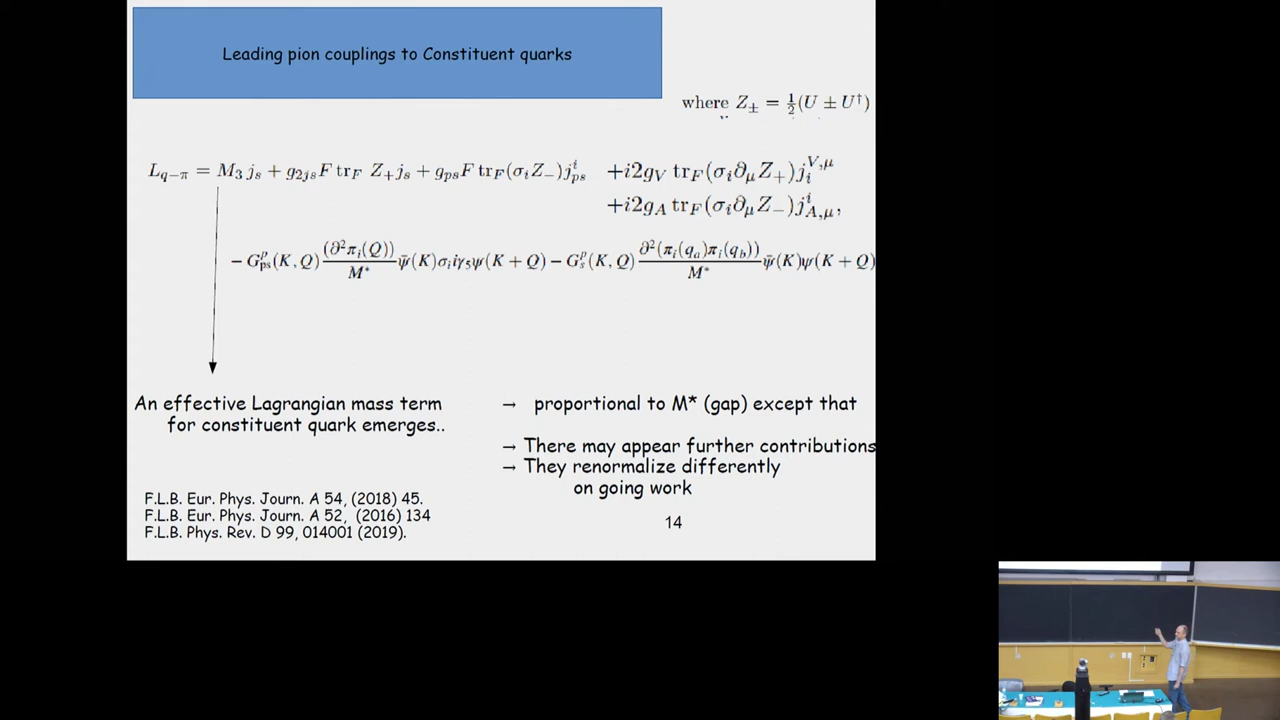 Leading pion couplings to Constituent quarks
where Z± = ½(U ± U†)
L_{q−π} = M₃ j_s + g_{2js} F tr_F Z₊ j_s + g_{ps} F tr_F(σ_i Z₋) j^i_{ps} +i2g_V tr_F(σ_i ∂_μ Z₊) j_i^{V,μ}
+i2g_A tr_F(σ_i ∂_μ Z₋) j^i_{A,μ},
− G^p_{ps}(K,Q) (∂²π_i(Q))/M* ψ̄(K)σ_i iγ₅ψ(K + Q) − G^p_s(K,Q) ∂²(π_i(q_a)π_i(q_b))/M* ψ̄(K)ψ(K + Q)
An effective Lagrangian mass term
for constituent quark emerges..
→ proportional to M* (gap) except that
→ There may appear further contributions
→ They renormalize differently
on going work
F.L.B. Eur. Phys. Journ. A 54, (2018) 45.
F.L.B. Eur. Phys. Journ. A 52, (2016) 134
F.L.B. Phys. Rev. D 99, 014001 (2019).
14